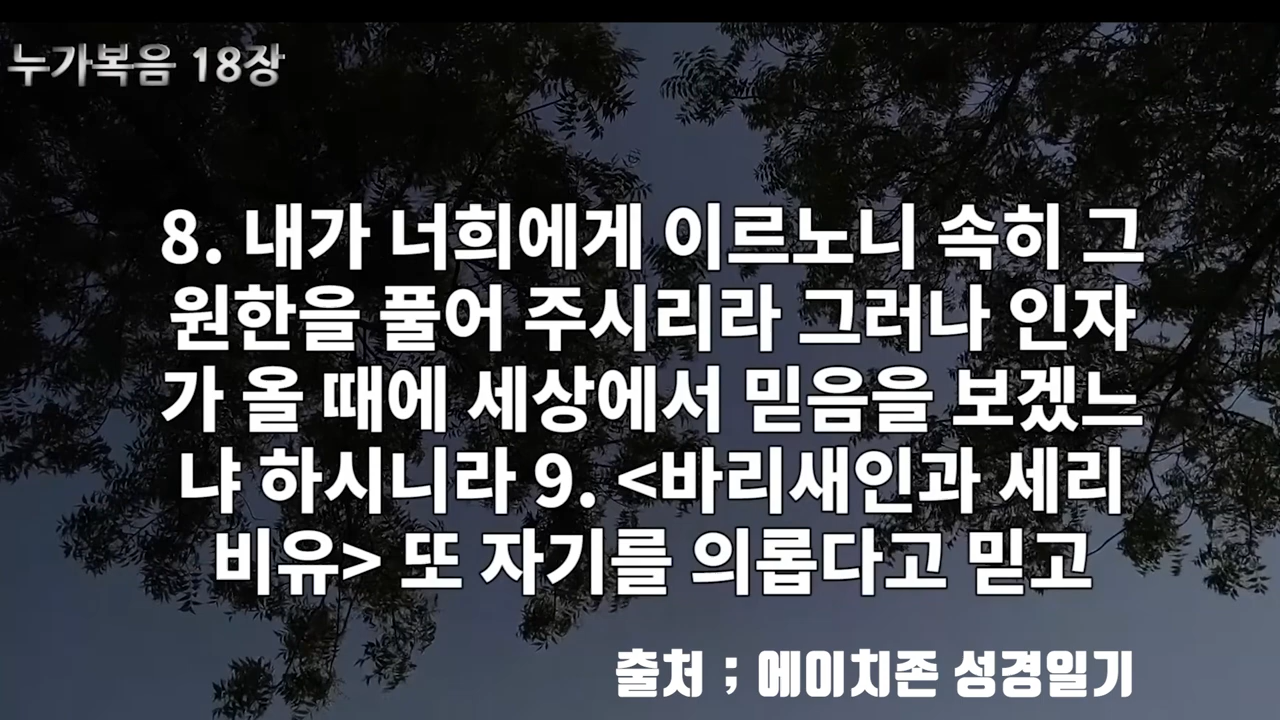 누가복음 18장
8. 내가 너희에게 이르노니 속히 그
원한을 풀어 주시리라 그러나 인자
가 올 때에 세상에서 믿음을 보겠느
냐 하시니라 9. <바리새인과 세리
비유> 또 자기를 의롭다고 믿고
출처 ; 에이치존 성경일기